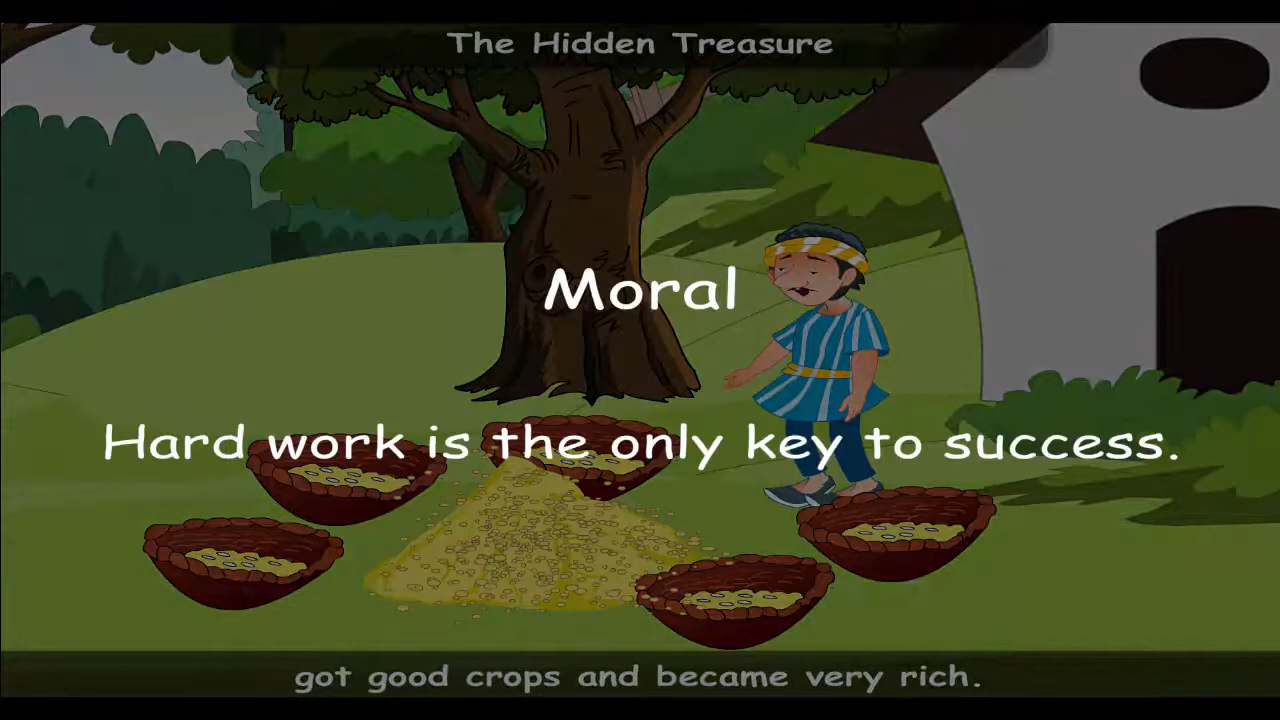 The Hidden Treasure
Moral
Hard work is the only key to success.
got good crops and became very rich.